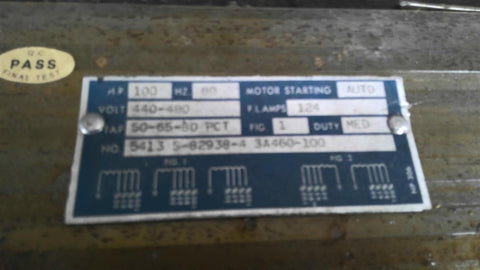 Q.C.
PASS
FINAL TEST
H.P. 100 HZ. 60 MOTOR STARTING AUTO
VOLT 440-480 F.L.AMPS 124
TAP 50-65-80 PCT FIG. 1 DUTY MED
NO. 5413 S-82938-4 3A460-100
FIG. 1 FIG. 2